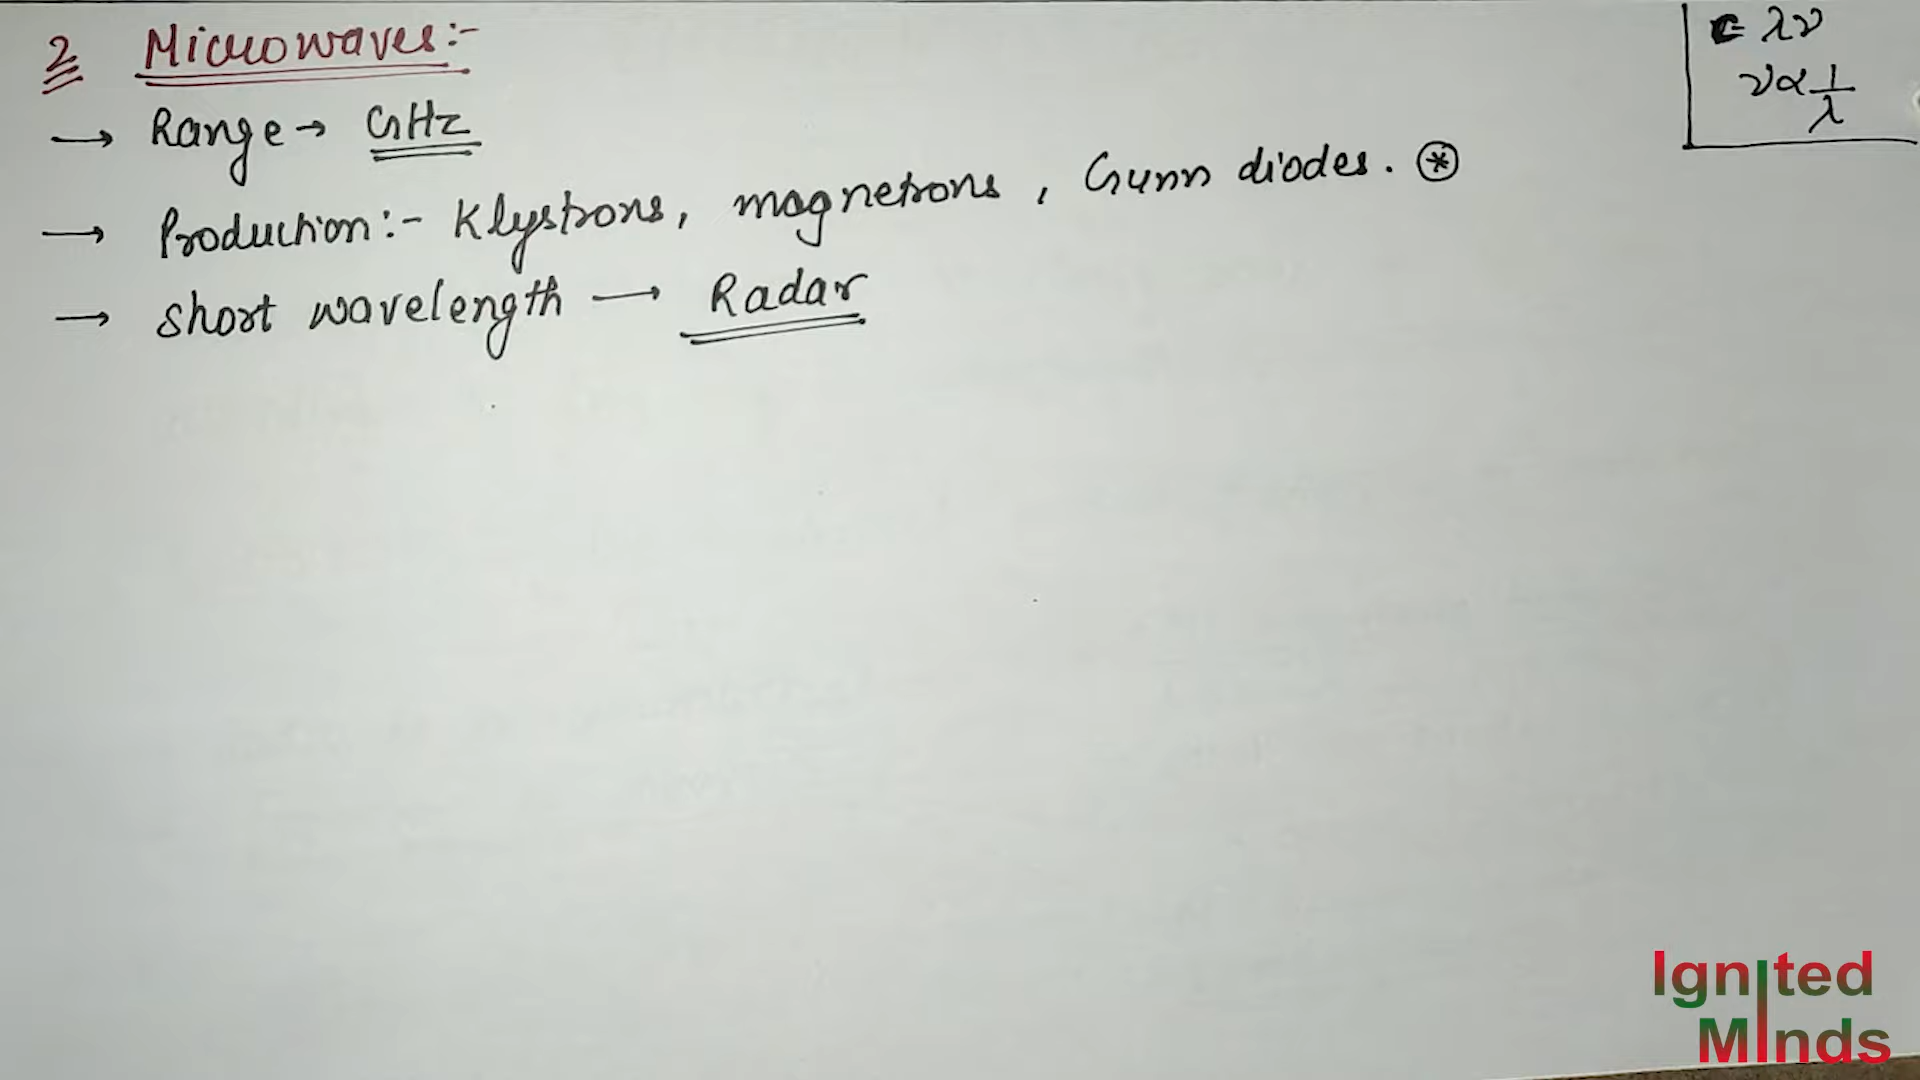 2 Microwaves:-
→ Range → GHz
→ Production:- Klystrons, magnetrons, Gunn diodes. *
→ short wavelength → Radar
c = λν
ν ∝ 1/λ
Ignited
Minds